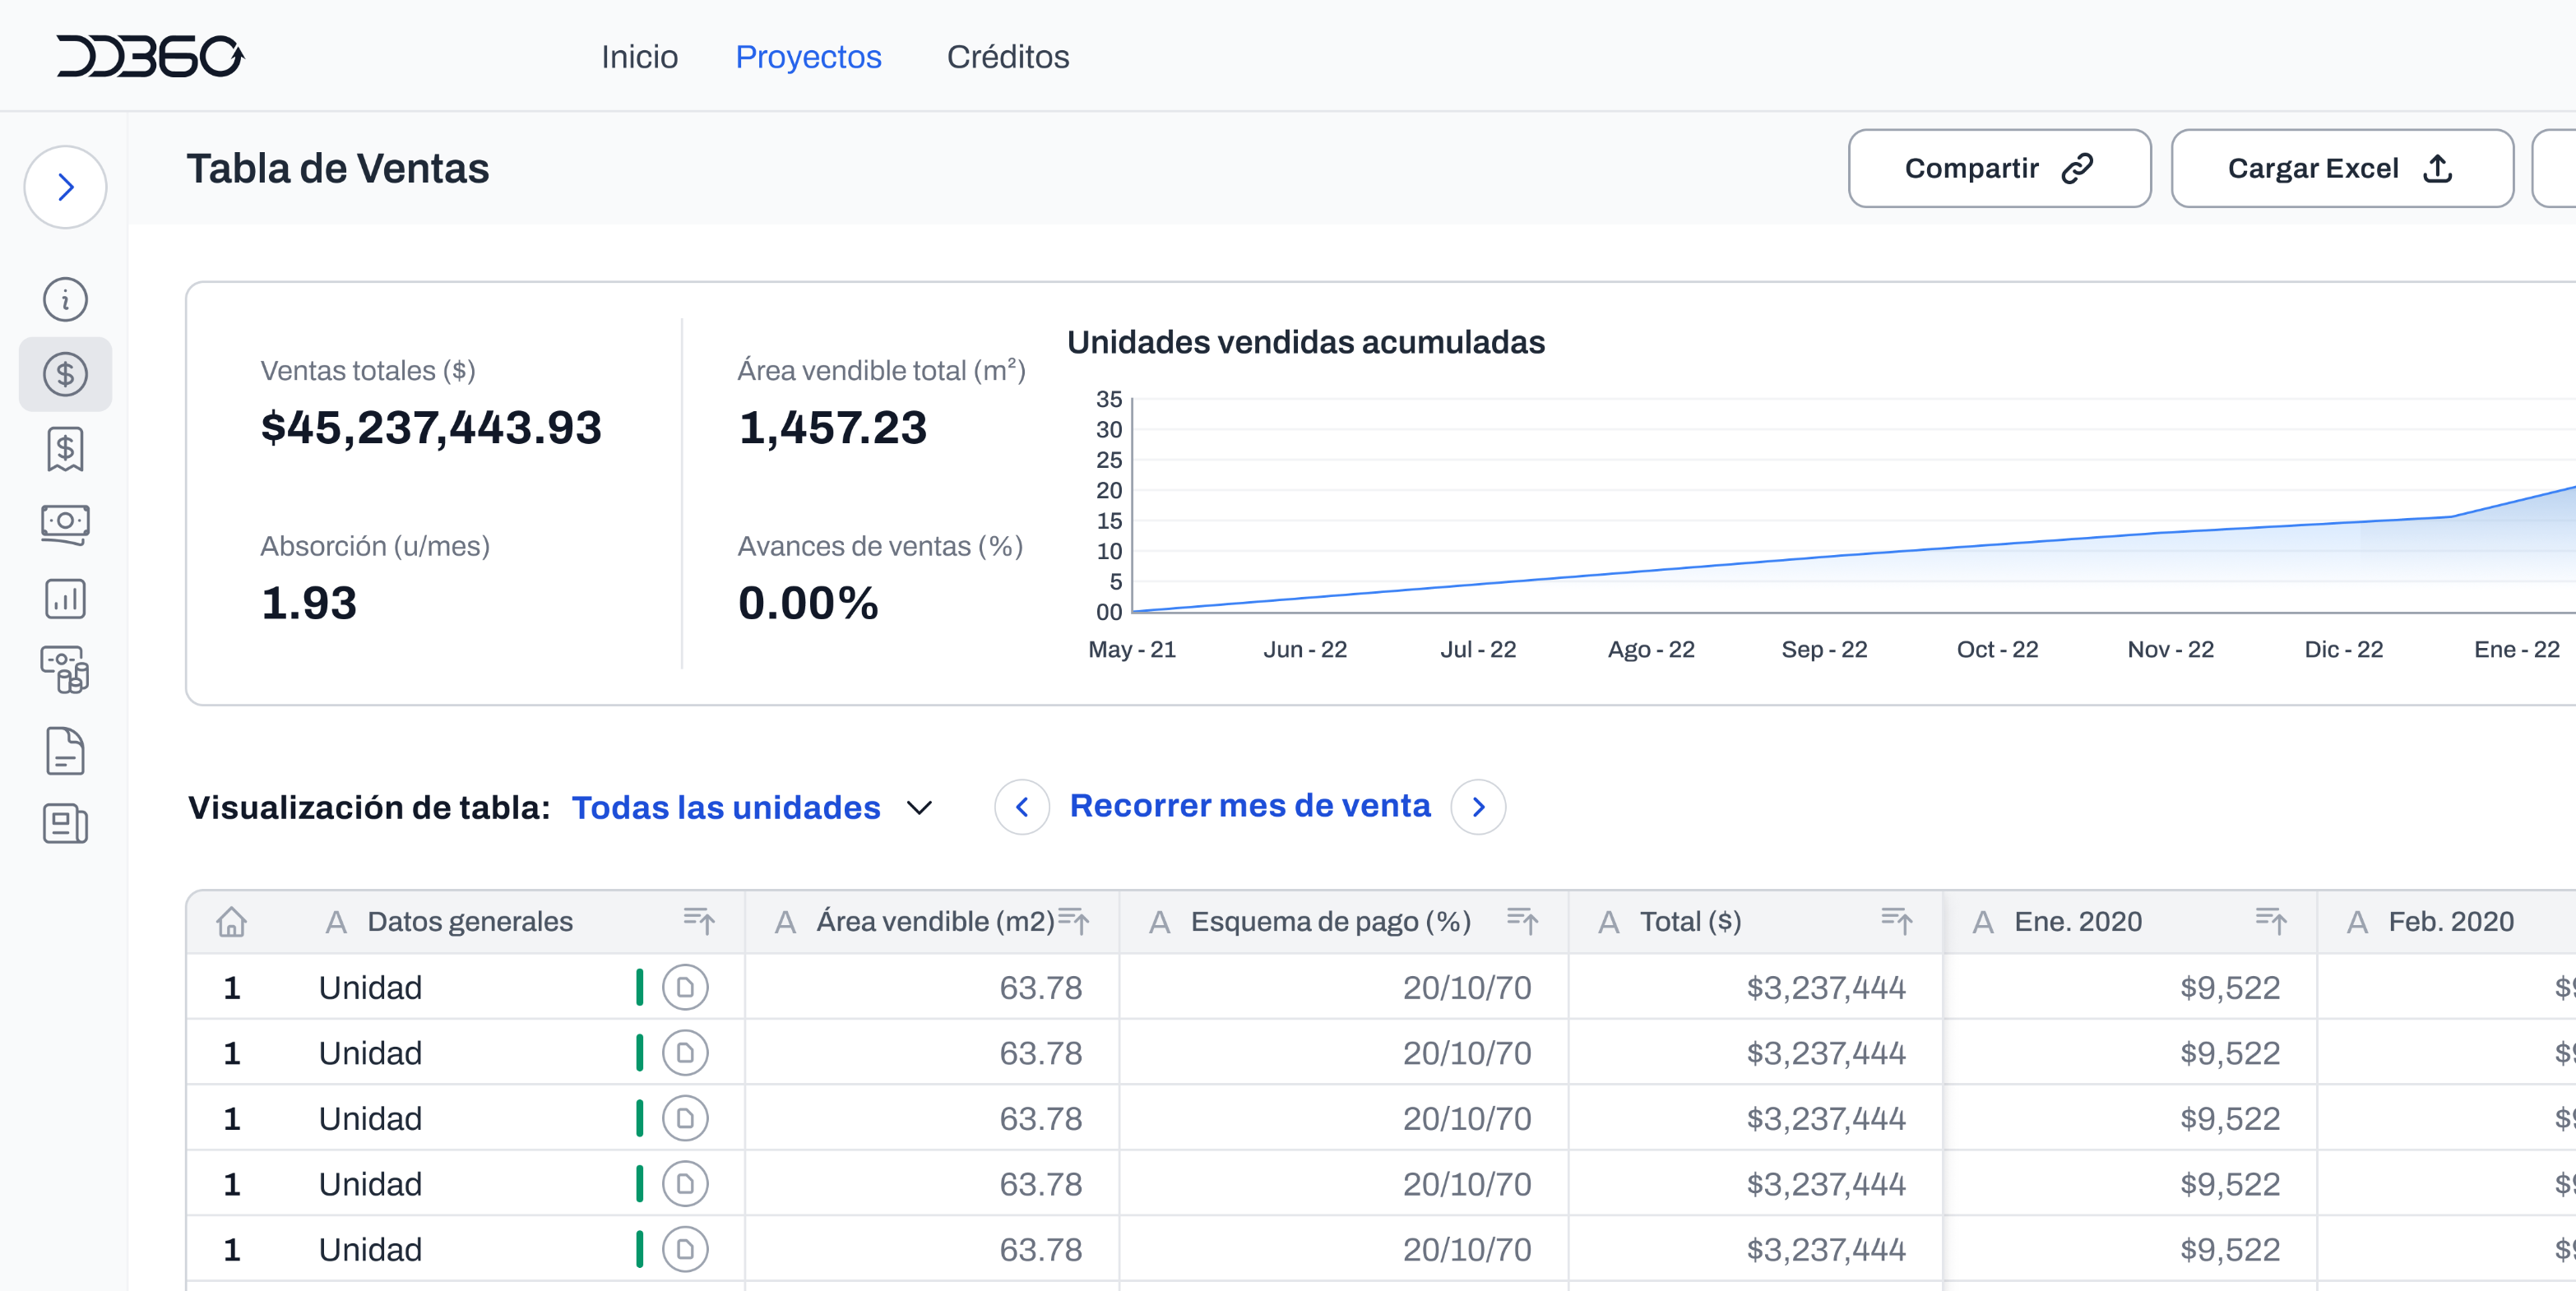 DD360
Inicio Proyectos Créditos
Tabla de Ventas
Compartir
Cargar Excel
Ventas totales ($)
$45,237,443.93
Área vendible total (m²)
1,457.23
Absorción (u/mes)
1.93
Avances de ventas (%)
0.00%
Unidades vendidas acumuladas
35
30
25
20
15
10
5
00
May - 21 Jun - 22 Jul - 22 Ago - 22 Sep - 22 Oct - 22 Nov - 22 Dic - 22 Ene - 22
Visualización de tabla: Todas las unidades
Recorrer mes de venta
A Datos generales A Área vendible (m2) A Esquema de pago (%) A Total ($) A Ene. 2020 A Feb. 2020
1 Unidad 63.78 20/10/70 $3,237,444 $9,522
1 Unidad 63.78 20/10/70 $3,237,444 $9,522
1 Unidad 63.78 20/10/70 $3,237,444 $9,522
1 Unidad 63.78 20/10/70 $3,237,444 $9,522
1 Unidad 63.78 20/10/70 $3,237,444 $9,522